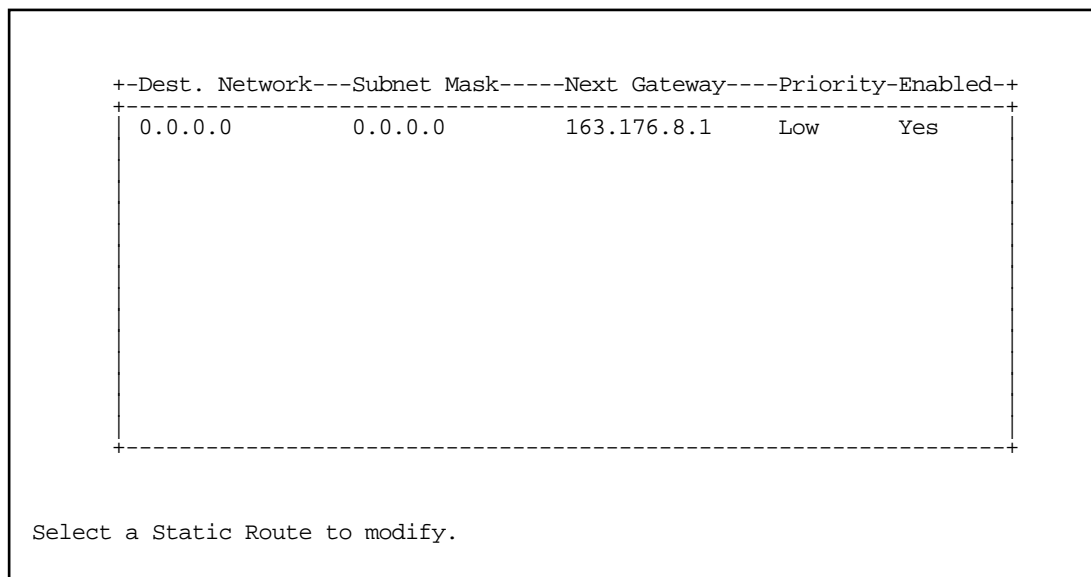 +-Dest. Network---Subnet Mask-----Next Gateway----Priority-Enabled-+
0.0.0.0 0.0.0.0 163.176.8.1 Low Yes
Select a Static Route to modify.